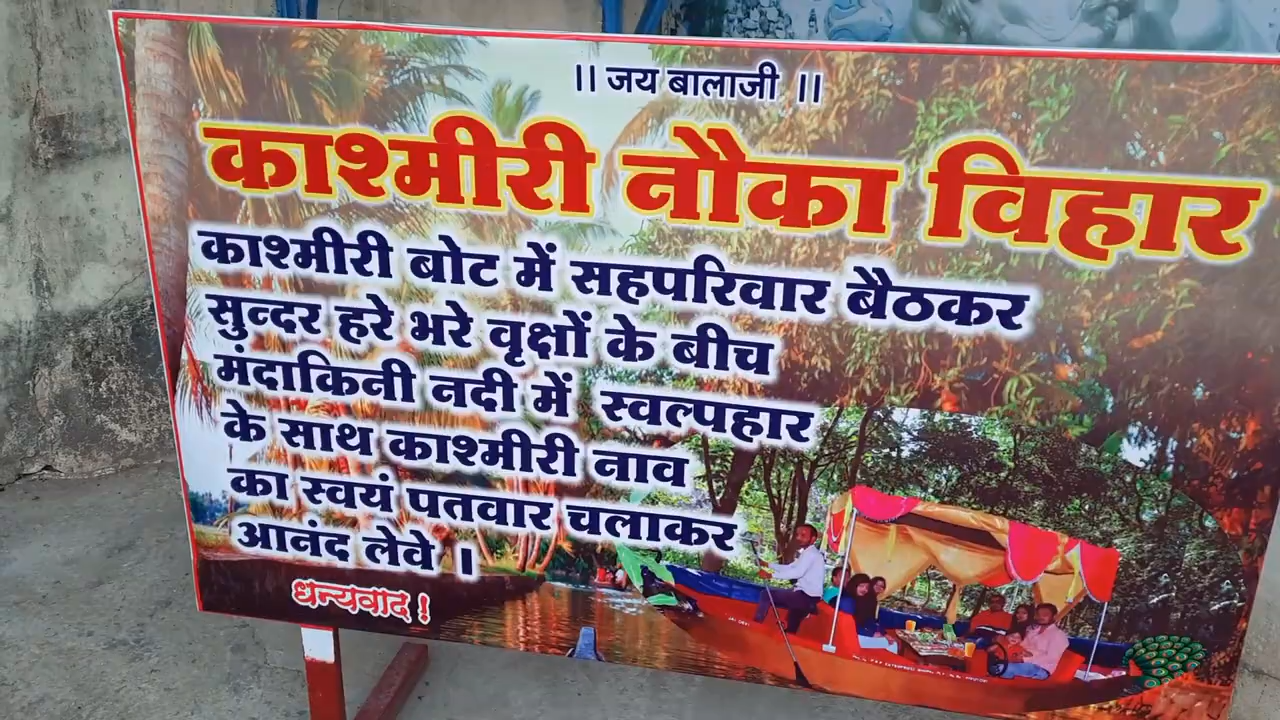 ।। जय बालाजी ।।
काश्मीरी नौका विहार
काश्मीरी बोट में सहपरिवार बैठकर
सुन्दर हरे भरे वृक्षों के बीच
मंदाकिनी नदी में स्वल्पहार
के साथ काश्मीरी नाव
का स्वयं पतवार चलाकर
आनंद लेवे ।
धन्यवाद !